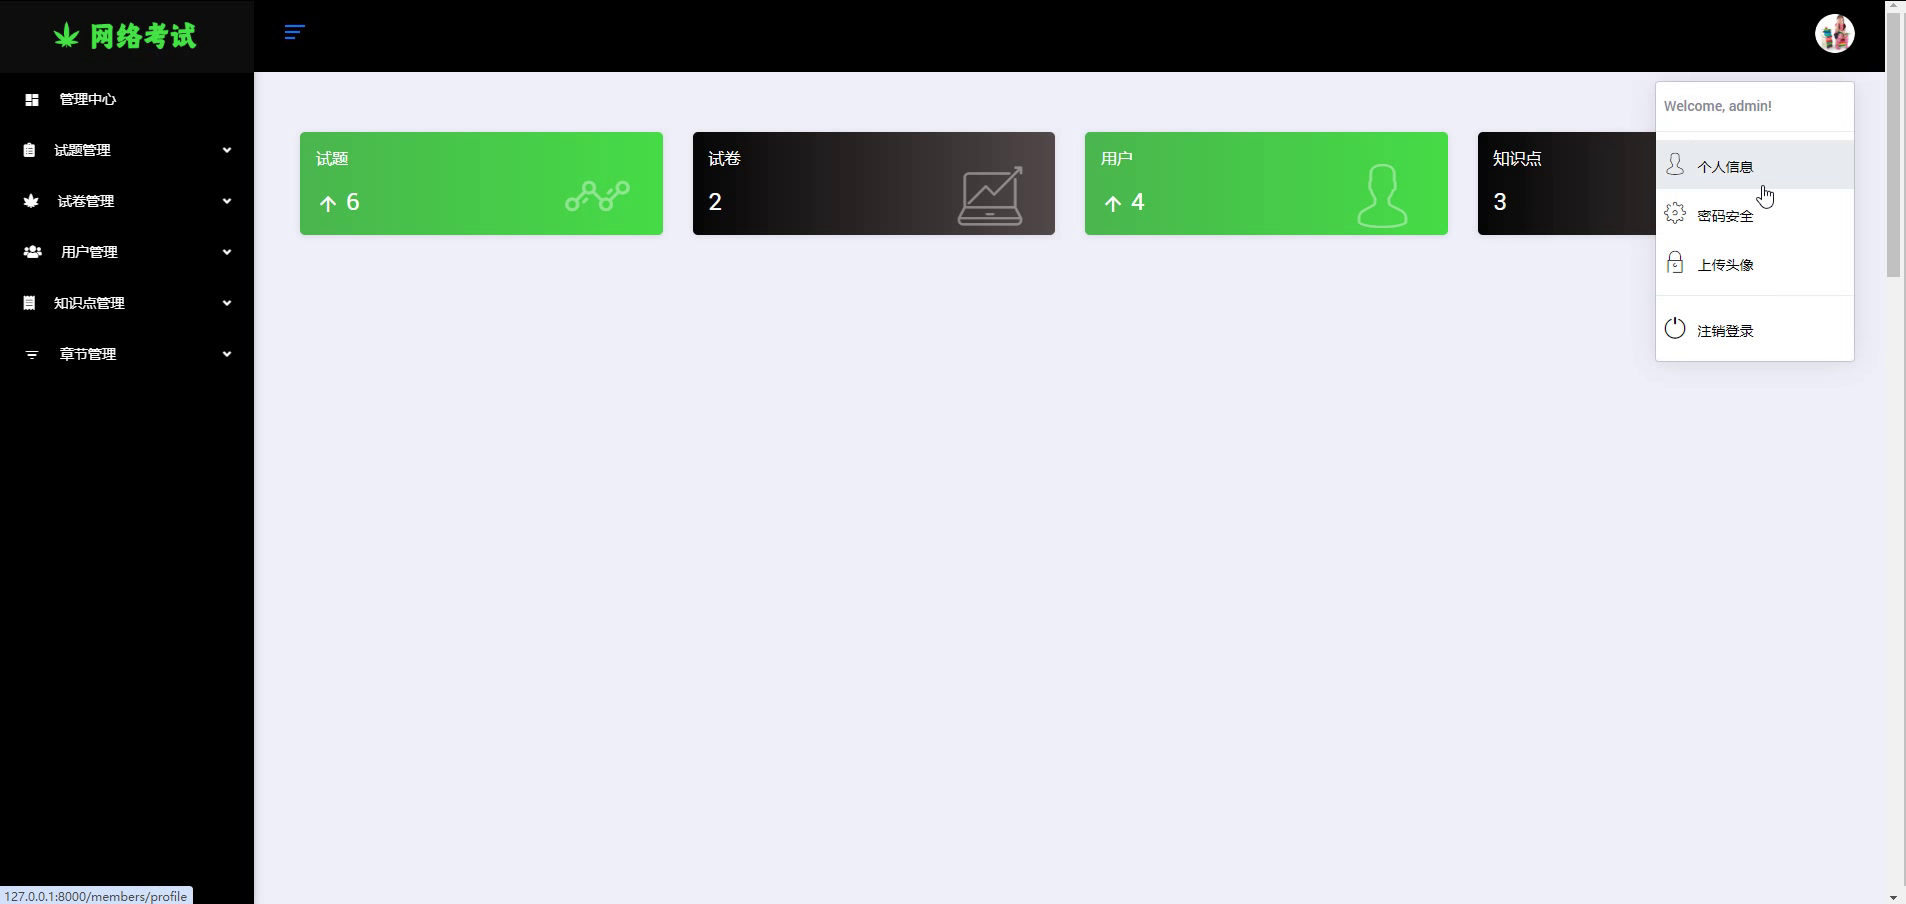 网络考试
管理中心
试题管理
试卷管理
用户管理
知识点管理
章节管理
试题
6
试卷
2
用户
4
知识点
3
Welcome, admin!
个人信息
密码安全
上传头像
注销登录
127.0.0.1:8000/members/profile